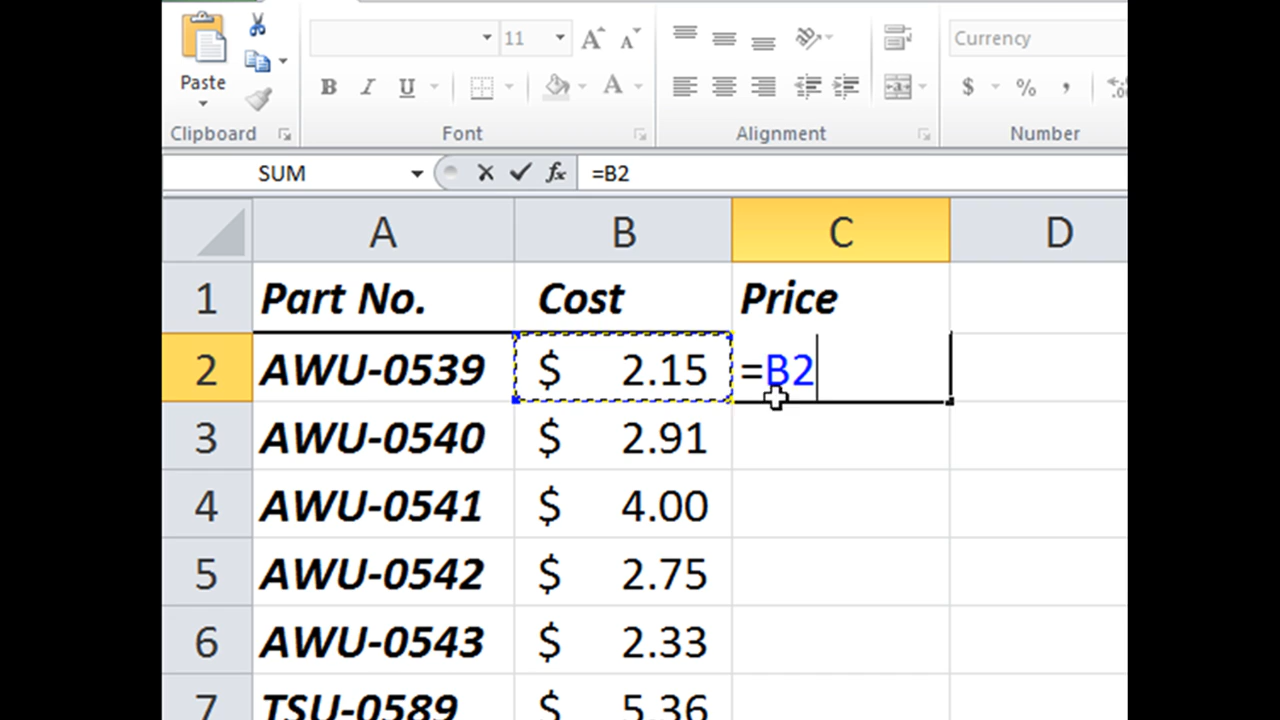 11 A A Currency
Paste B I U A $ % ,
Clipboard Font Alignment Number
SUM fx =B2
A B C D
1 Part No. Cost Price
2 AWU-0539 $ 2.15 =B2
3 AWU-0540 $ 2.91
4 AWU-0541 $ 4.00
5 AWU-0542 $ 2.75
6 AWU-0543 $ 2.33
7 TSU-0589 $ 5.36